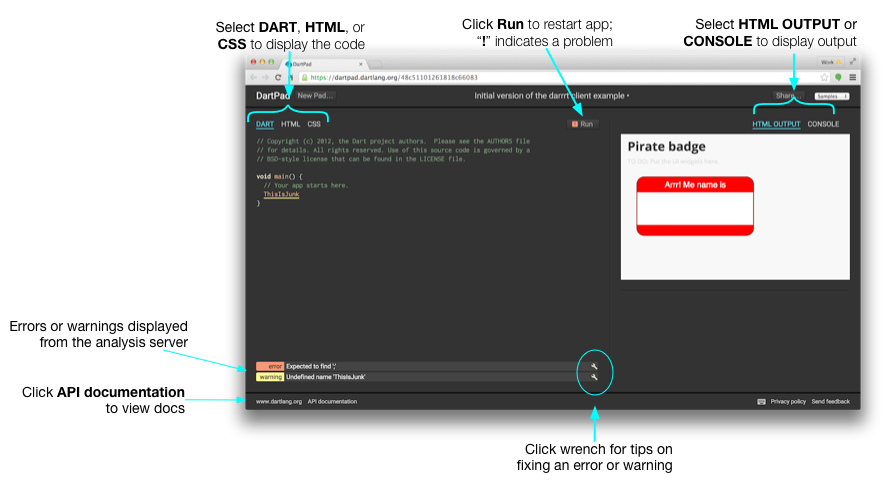 Select DART, HTML, or
CSS to display the code
Click Run to restart app;
“!” indicates a problem
Select HTML OUTPUT or
CONSOLE to display output
DartPad
Work
https://dartpad.dartlang.org/48c51101261818c66083
DartPad
New Pad...
Initial version of the darrrt client example •
Share...
Samples
DART HTML CSS
Run
HTML OUTPUT CONSOLE
// Copyright (c) 2012, the Dart project authors.  Please see the AUTHORS file
// for details. All rights reserved. Use of this source code is governed by a
// BSD-style license that can be found in the LICENSE file.
void main() {
// Your app starts here.
ThisIsJunk
}
Pirate badge
TO DO: Put the UI widgets here.
Arrr! Me name is
Errors or warnings displayed
from the analysis server
error Expected to find ';'
warning Undefined name 'ThisIsJunk'
Click API documentation
to view docs
www.dartlang.org API documentation
Privacy policy Send feedback
Click wrench for tips on
fixing an error or warning